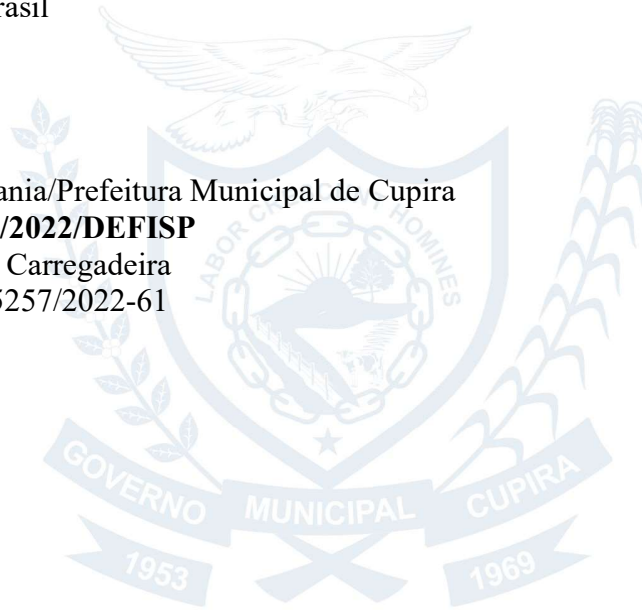 rasil
ania/Prefeitura Municipal de Cupira
/2022/DEFISP
Carregadeira
5257/2022-61
LABOR CRESCUNT HOMINES
GOVERNO MUNICIPAL CUPIRA
1953 1969